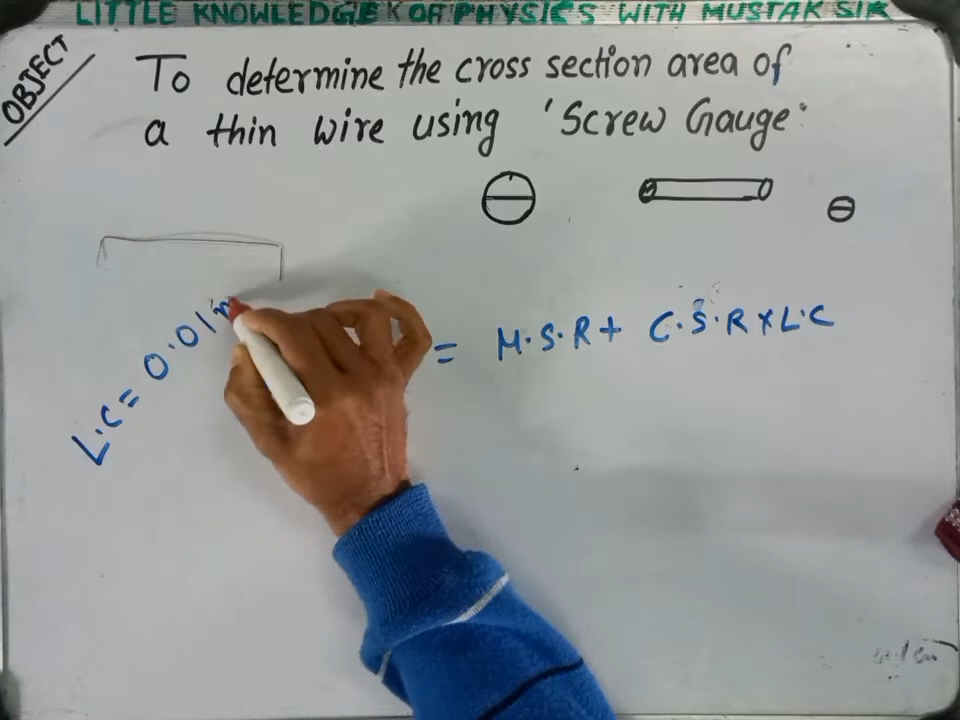 LITTLE KNOWLEDGE OF PHYSICS WITH MUSTAK SIR
OBJECT
To determine the cross section area of
a thin wire using 'Screw Gauge'
= M.S.R + C.S.R x L.C
L.C = 0.01